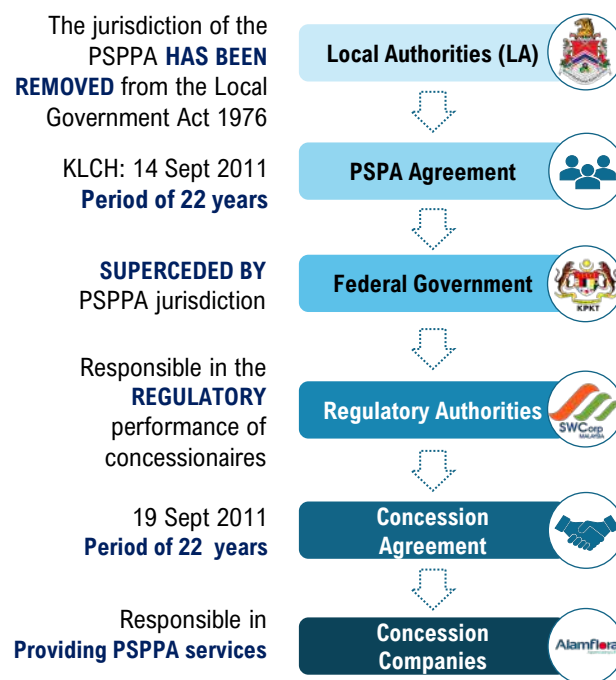 The jurisdiction of the
PSPPA HAS BEEN
REMOVED from the Local
Government Act 1976
Local Authorities (LA)
KLCH: 14 Sept 2011
Period of 22 years
PSPA Agreement
SUPERCEDED BY
PSPPA jurisdiction
Federal Government
KPKT
Responsible in the
REGULATORY
performance of
concessionaires
Regulatory Authorities
SWCorp
MALAYSIA
19 Sept 2011
Period of 22 years
Concession
Agreement
Responsible in
Providing PSPPA services
Concession
Companies
Alamflora